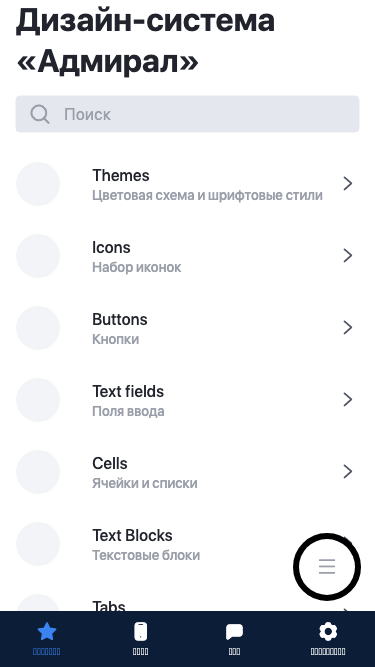 Дизайн-система
«Адмирал»
Поиск
Themes
Цветовая схема и шрифтовые стили
Icons
Набор иконок
Buttons
Кнопки
Text fields
Поля ввода
Cells
Ячейки и списки
Text Blocks
Текстовые блоки
Tabs